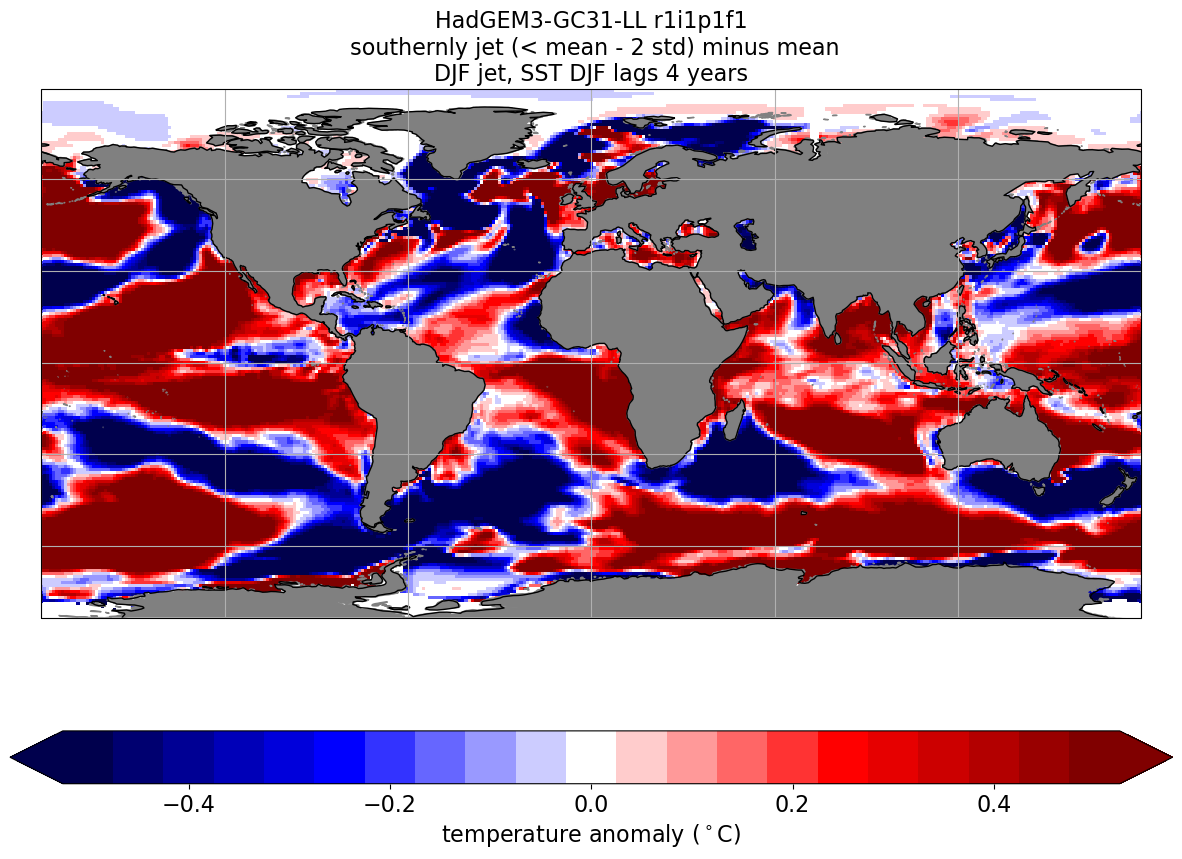 HadGEM3-GC31-LL r1i1p1f1
southernly jet (< mean - 2 std) minus mean
DJF jet, SST DJF lags 4 years
−0.4 −0.2 0.0 0.2 0.4
temperature anomaly (°C)